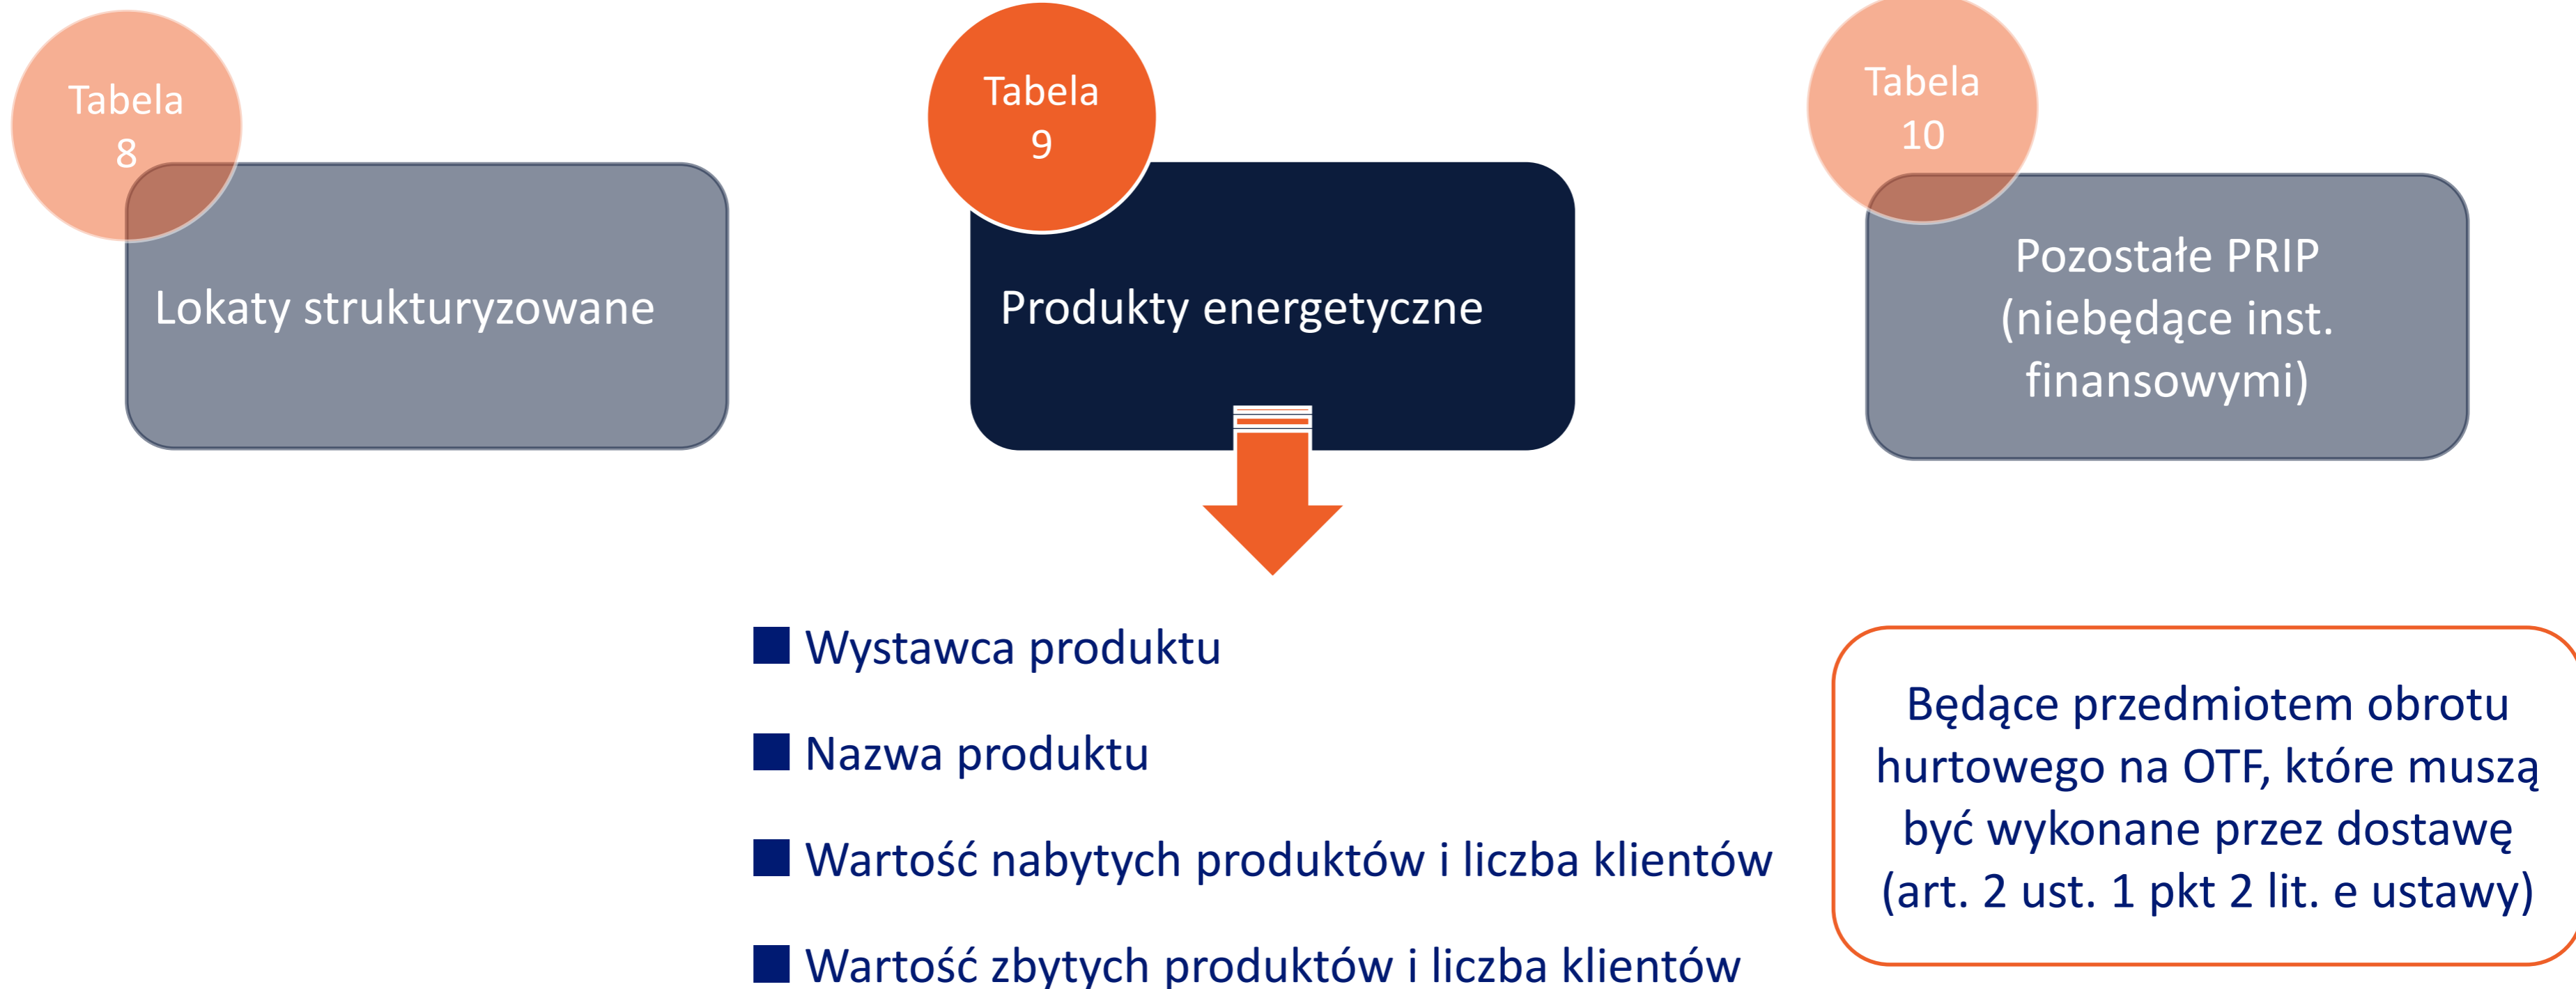 Tabela
8
Lokaty strukturyzowane
Tabela
9
Produkty energetyczne
Tabela
10
Pozostałe PRIP
(niebędące inst.
finansowymi)
Wystawca produktu
Nazwa produktu
Wartość nabytych produktów i liczba klientów
Wartość zbytych produktów i liczba klientów
Będące przedmiotem obrotu
hurtowego na OTF, które muszą
być wykonane przez dostawę
(art. 2 ust. 1 pkt 2 lit. e ustawy)